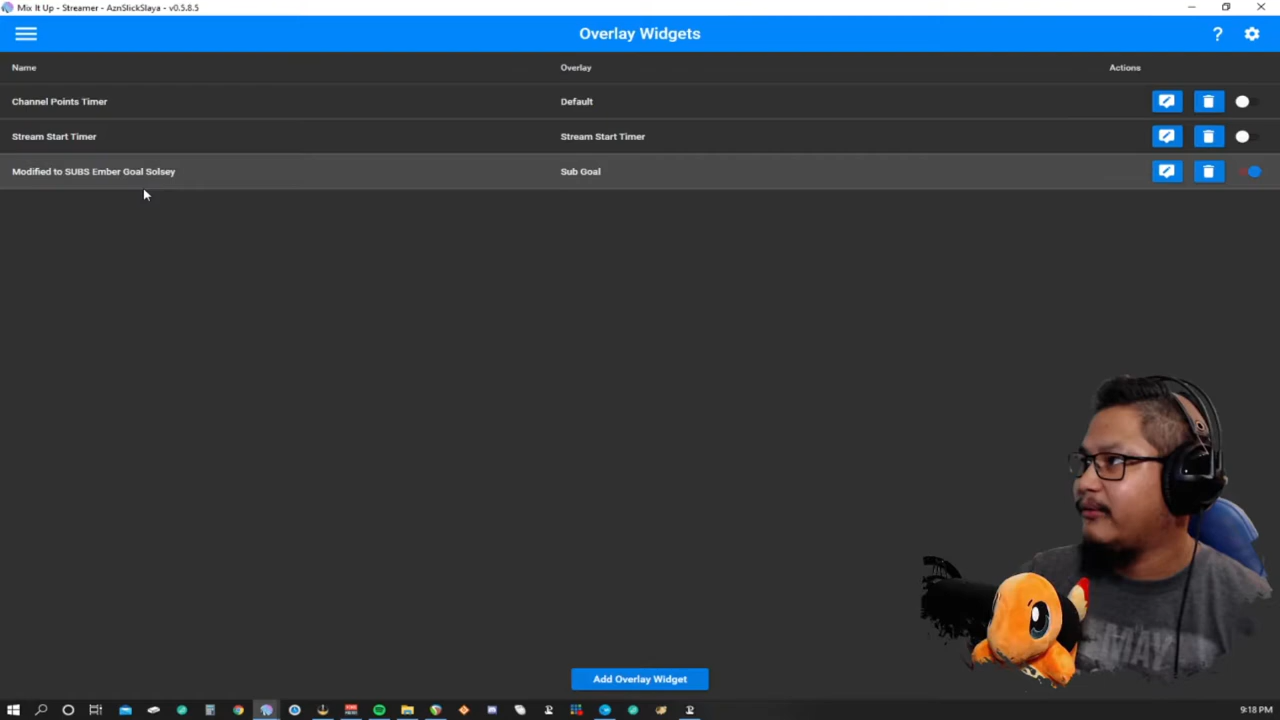 Mix It Up - Streamer - AznSlickSlaya - v0.5.8.5
Overlay Widgets
?
Name Overlay Actions
Channel Points Timer Default
Stream Start Timer Stream Start Timer
Modified to SUBS Ember Goal Solsey Sub Goal
Add Overlay Widget
9:18 PM